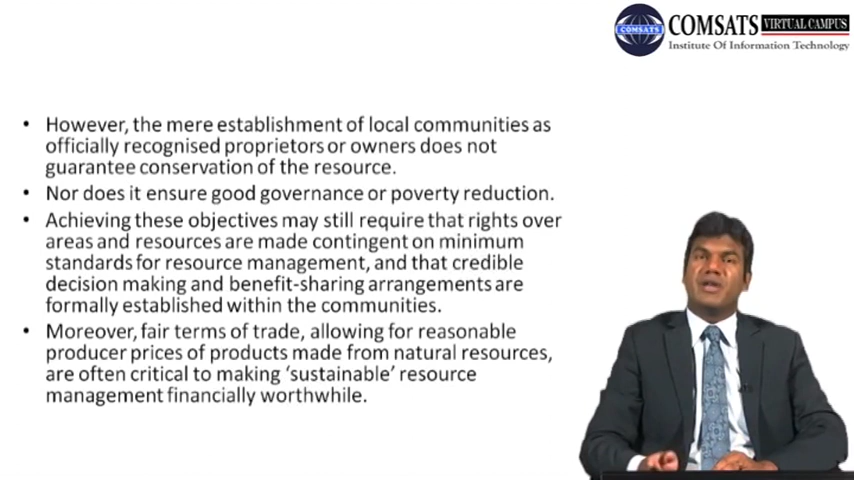 COMSATS
COMSATS VIRTUAL CAMPUS
Institute Of Information Technology
• However, the mere establishment of local communities as
officially recognised proprietors or owners does not
guarantee conservation of the resource.
• Nor does it ensure good governance or poverty reduction.
• Achieving these objectives may still require that rights over
areas and resources are made contingent on minimum
standards for resource management, and that credible
decision making and benefit-sharing arrangements are
formally established within the communities.
• Moreover, fair terms of trade, allowing for reasonable
producer prices of products made from natural resources,
are often critical to making ‘sustainable’ resource
management financially worthwhile.